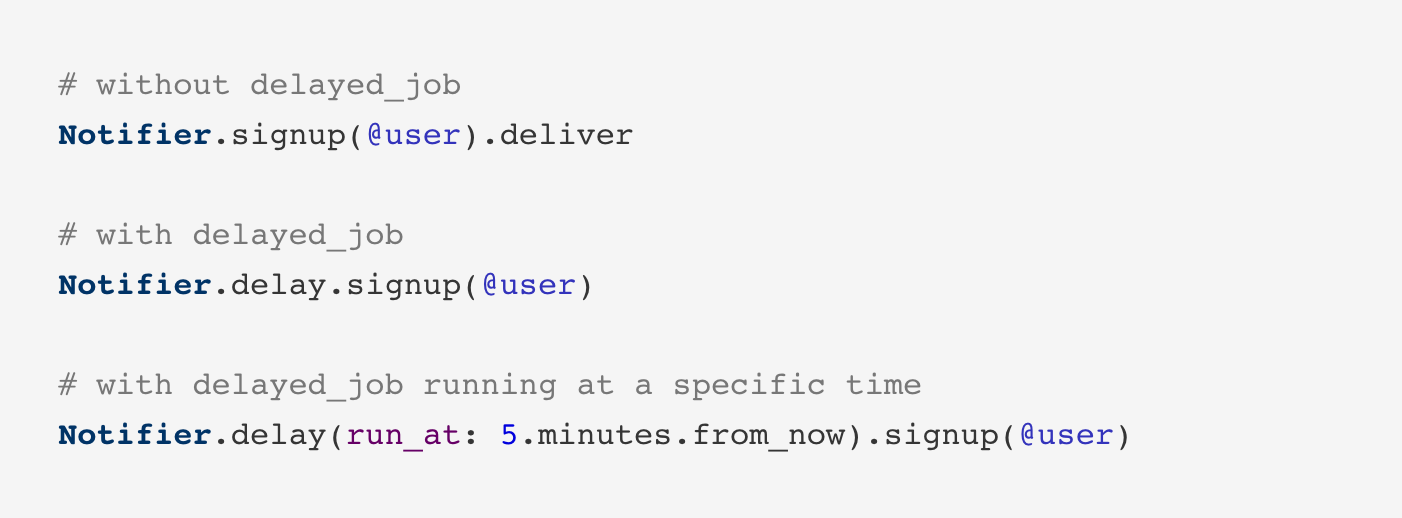 # without delayed_job
Notifier.signup(@user).deliver
# with delayed_job
Notifier.delay.signup(@user)
# with delayed_job running at a specific time
Notifier.delay(run_at: 5.minutes.from_now).signup(@user)